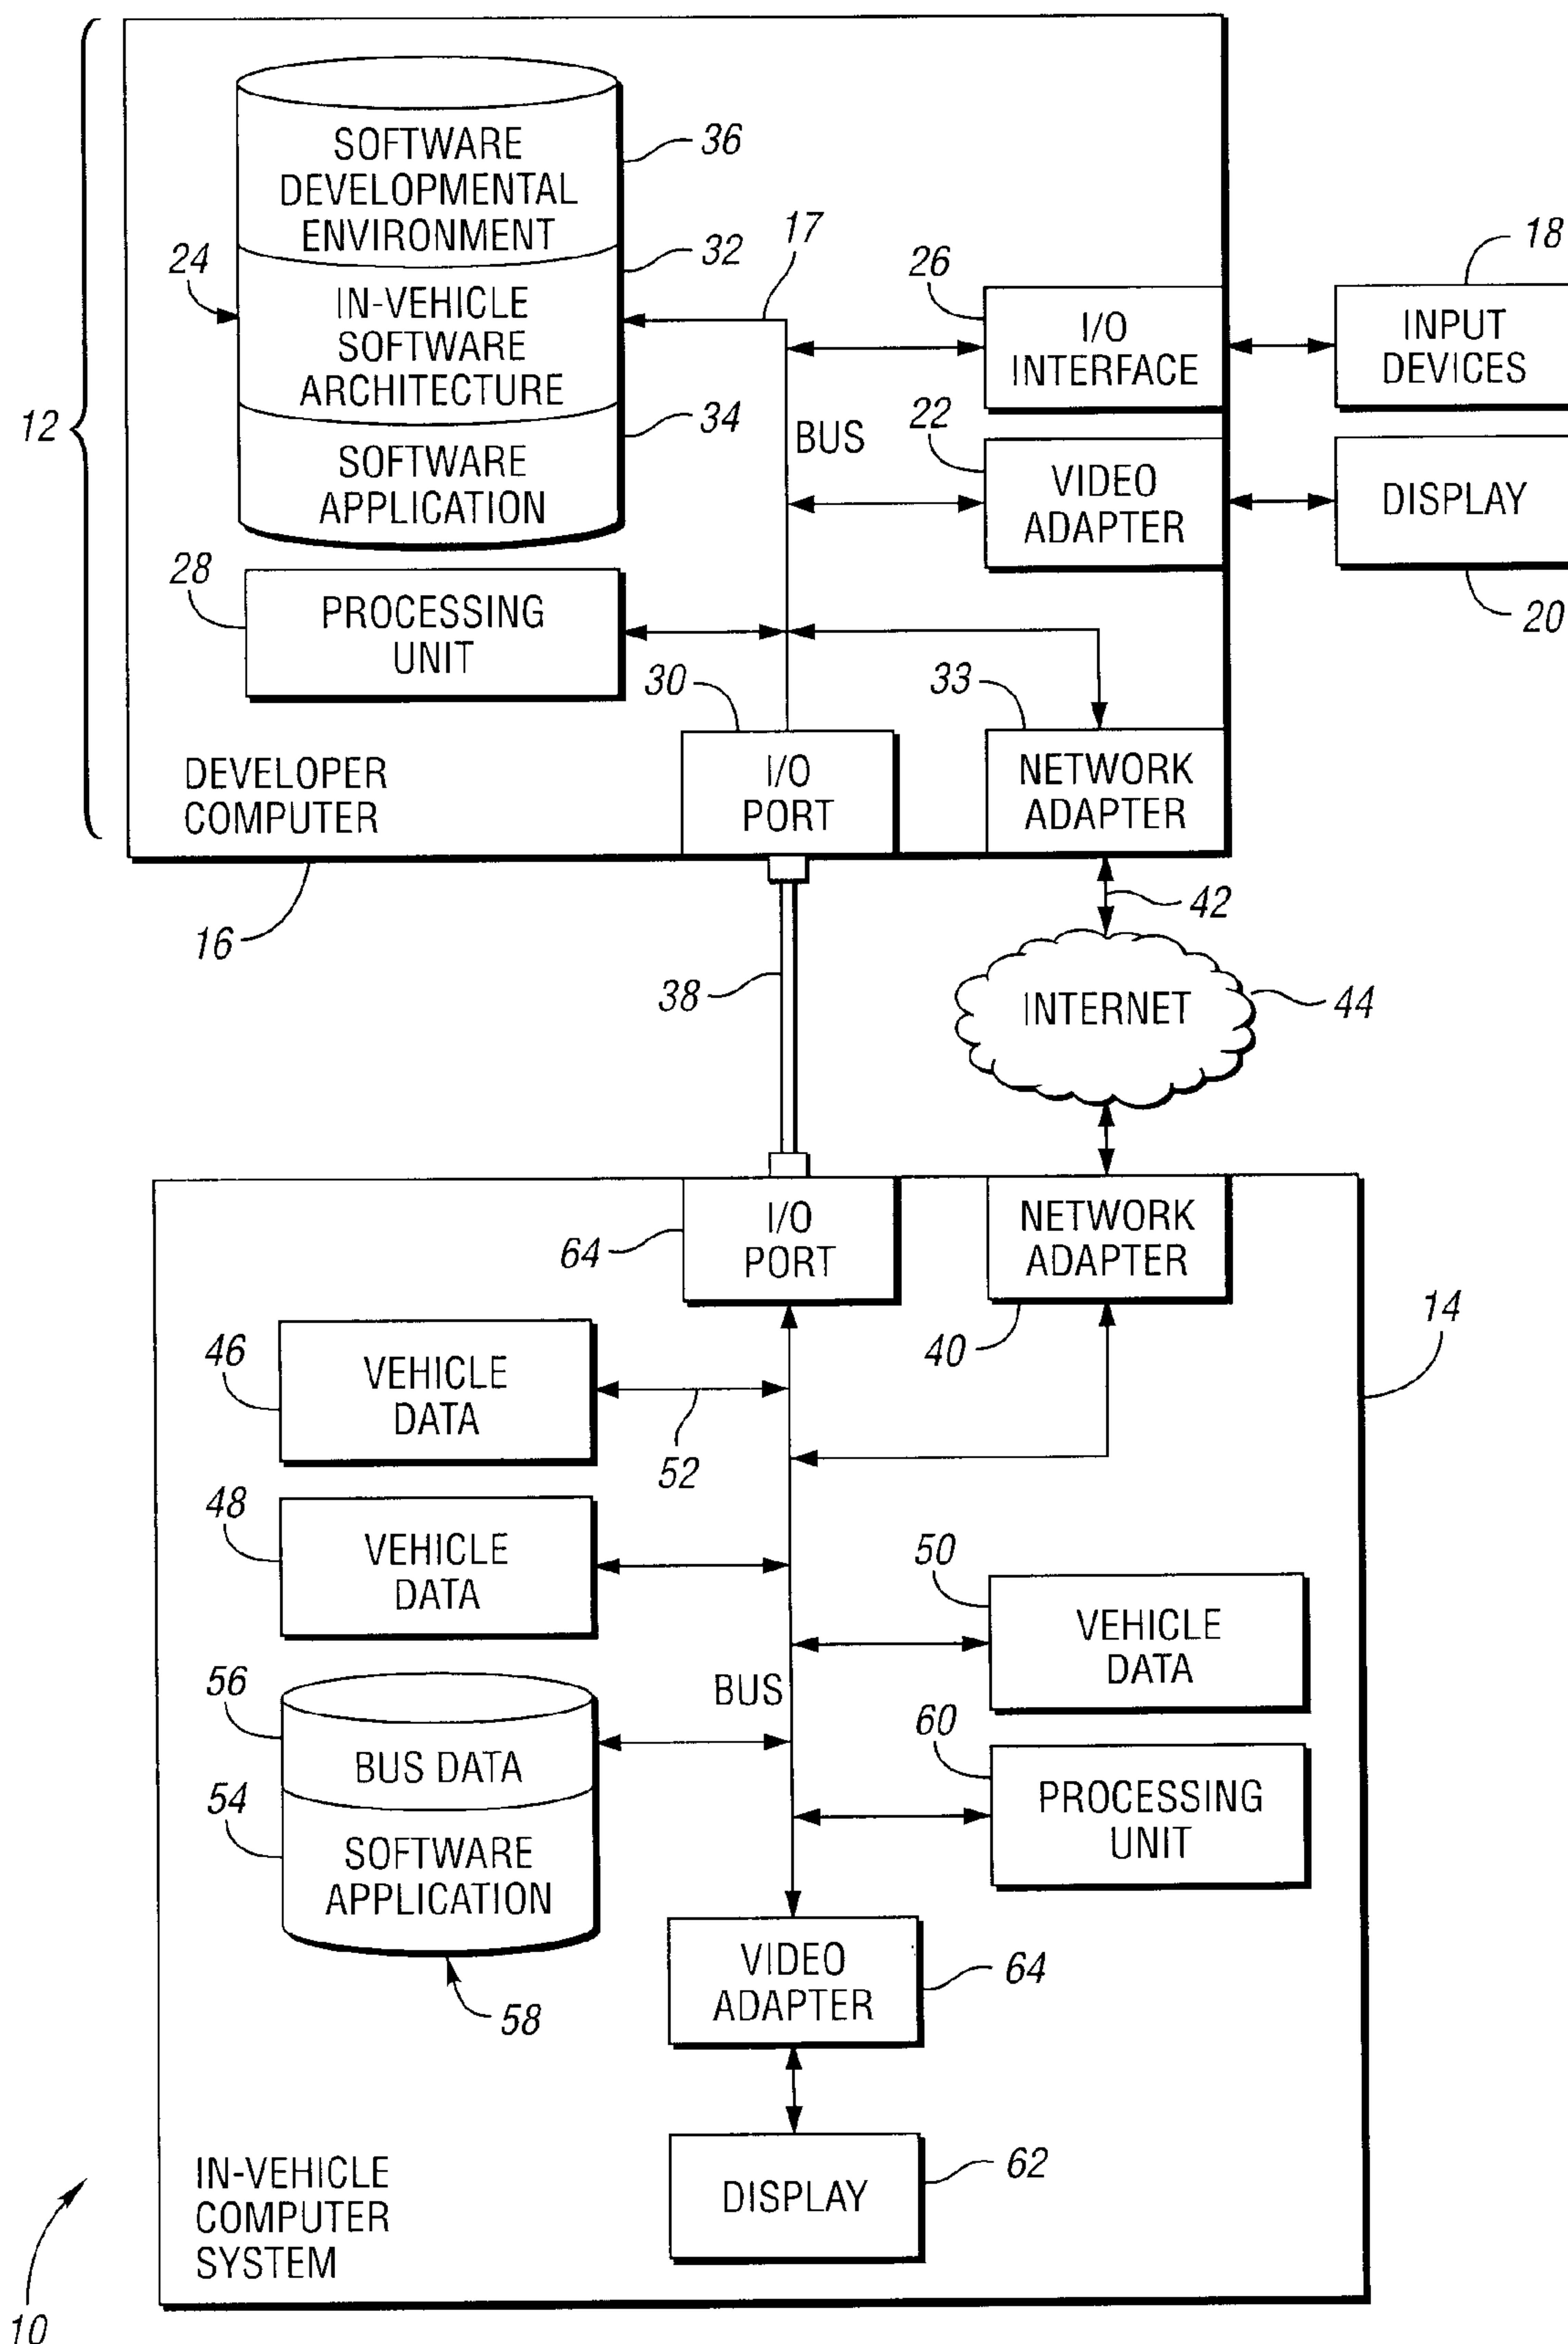 SOFTWARE
DEVELOPMENTAL
ENVIRONMENT
36
17
18
24
32
26
IN-VEHICLE
SOFTWARE
ARCHITECTURE
I/O
INTERFACE
INPUT
DEVICES
12
34
BUS
22
SOFTWARE
APPLICATION
VIDEO
ADAPTER
DISPLAY
28
PROCESSING
UNIT
20
30
33
DEVELOPER
COMPUTER
I/O
PORT
NETWORK
ADAPTER
16
42
38
INTERNET
44
I/O
PORT
NETWORK
ADAPTER
64
40
14
46
VEHICLE
DATA
52
48
VEHICLE
DATA
50
VEHICLE
DATA
56
BUS
BUS DATA
60
54
PROCESSING
UNIT
SOFTWARE
APPLICATION
VIDEO
ADAPTER
64
58
IN-VEHICLE
COMPUTER
SYSTEM
DISPLAY
62
10